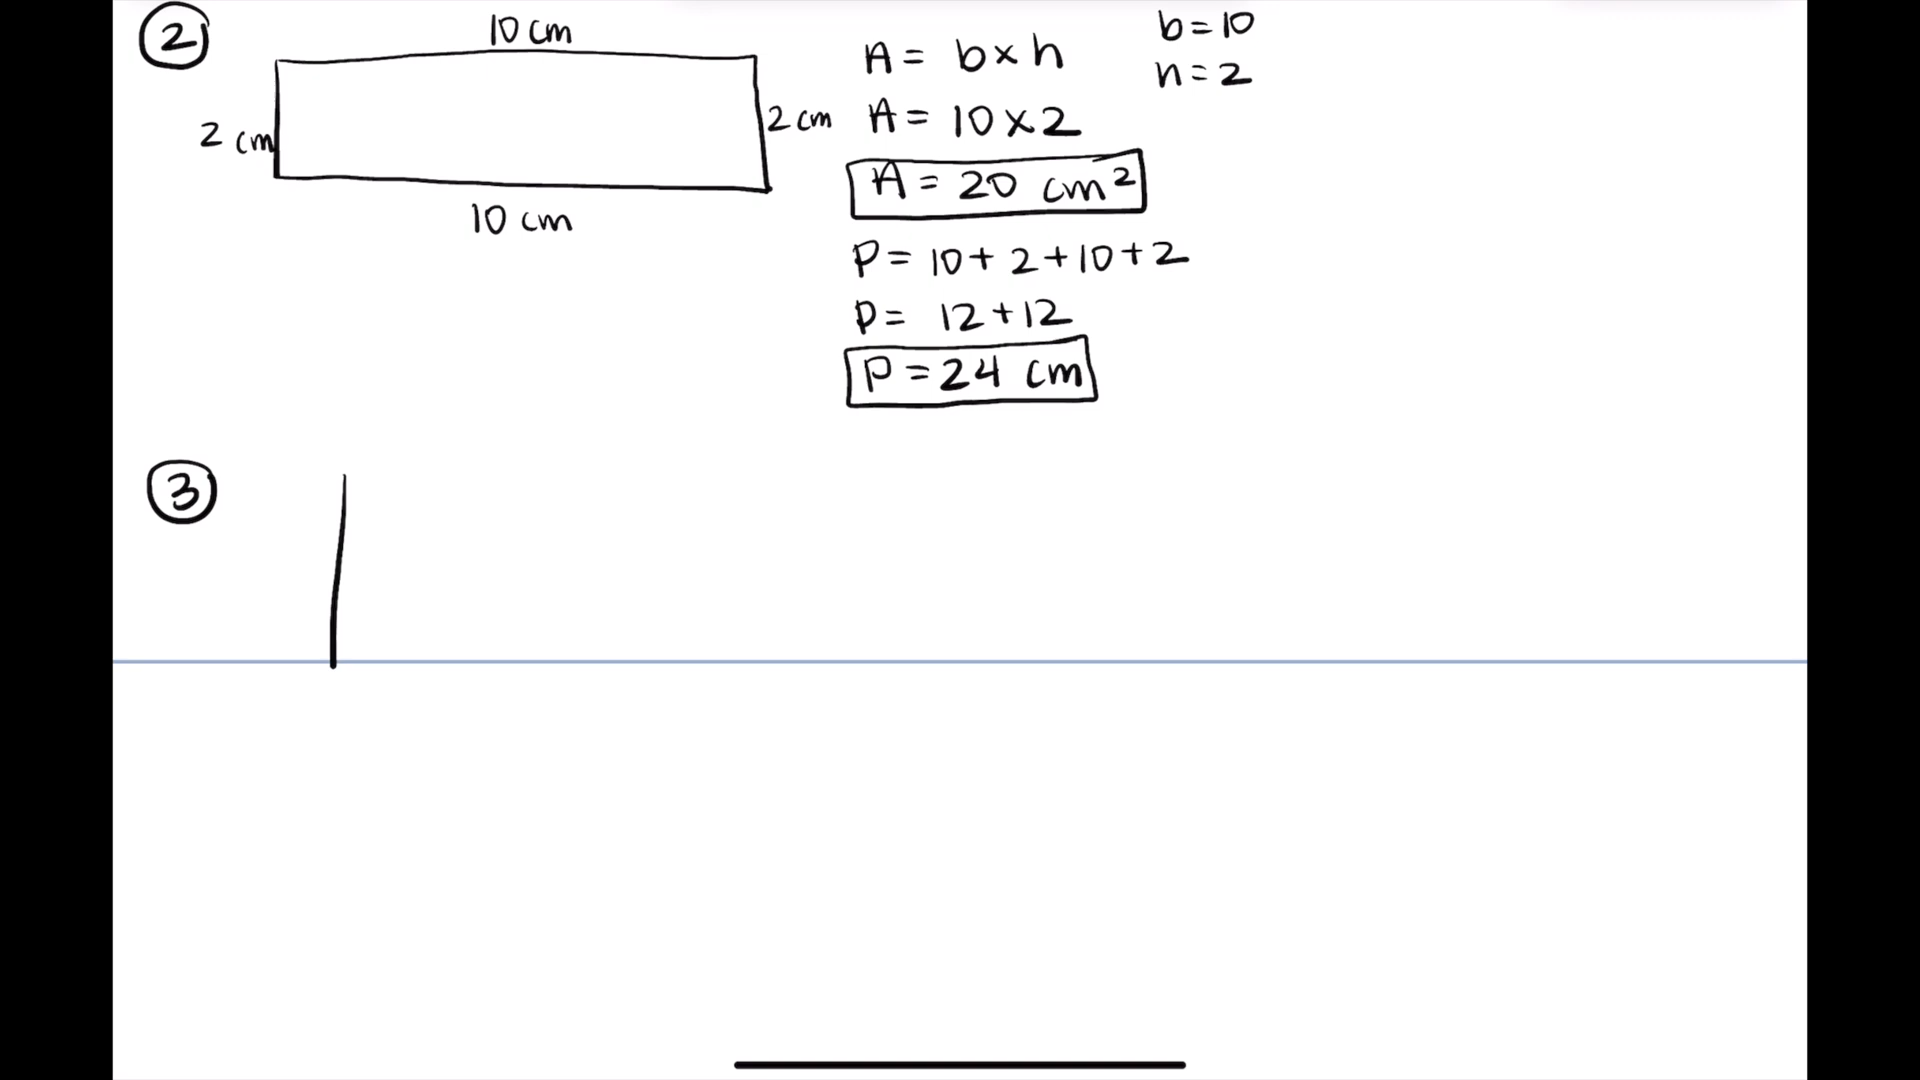 ②
10 cm
2 cm
2 cm
10 cm
A = b × h
b = 10
h = 2
A = 10 × 2
A = 20 cm²
P = 10 + 2 + 10 + 2
P = 12 + 12
P = 24 cm
③